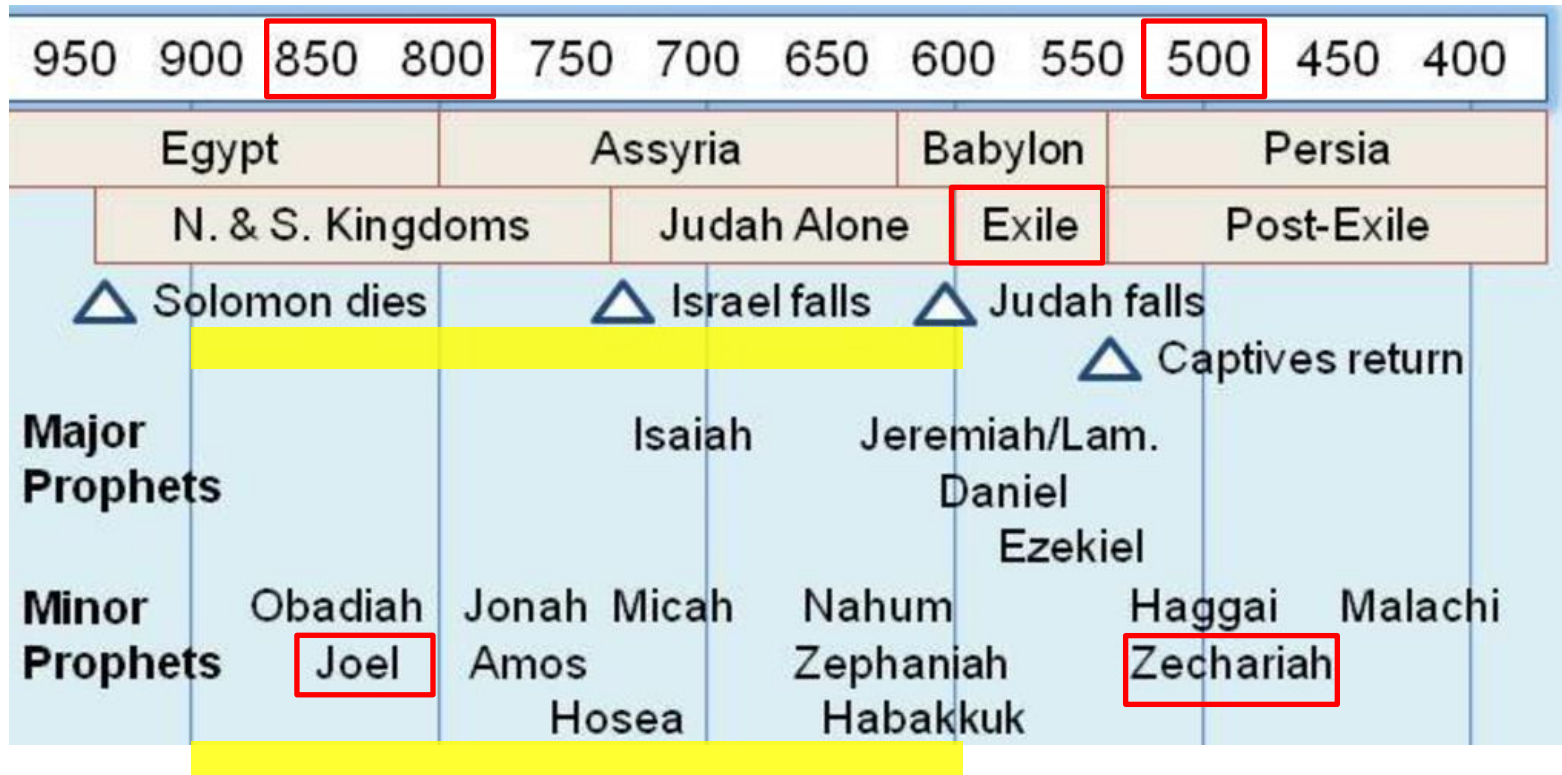 950 900 850 800 750 700 650 600 550 500 450 400
Egypt Assyria Babylon Persia
N. & S. Kingdoms Judah Alone Exile Post-Exile
Solomon dies Israel falls Judah falls
Captives return
Major Isaiah Jeremiah/Lam.
Prophets Daniel
Ezekiel
Minor Obadiah Jonah Micah Nahum Haggai Malachi
Prophets Joel Amos Zephaniah Zechariah
Hosea Habakkuk